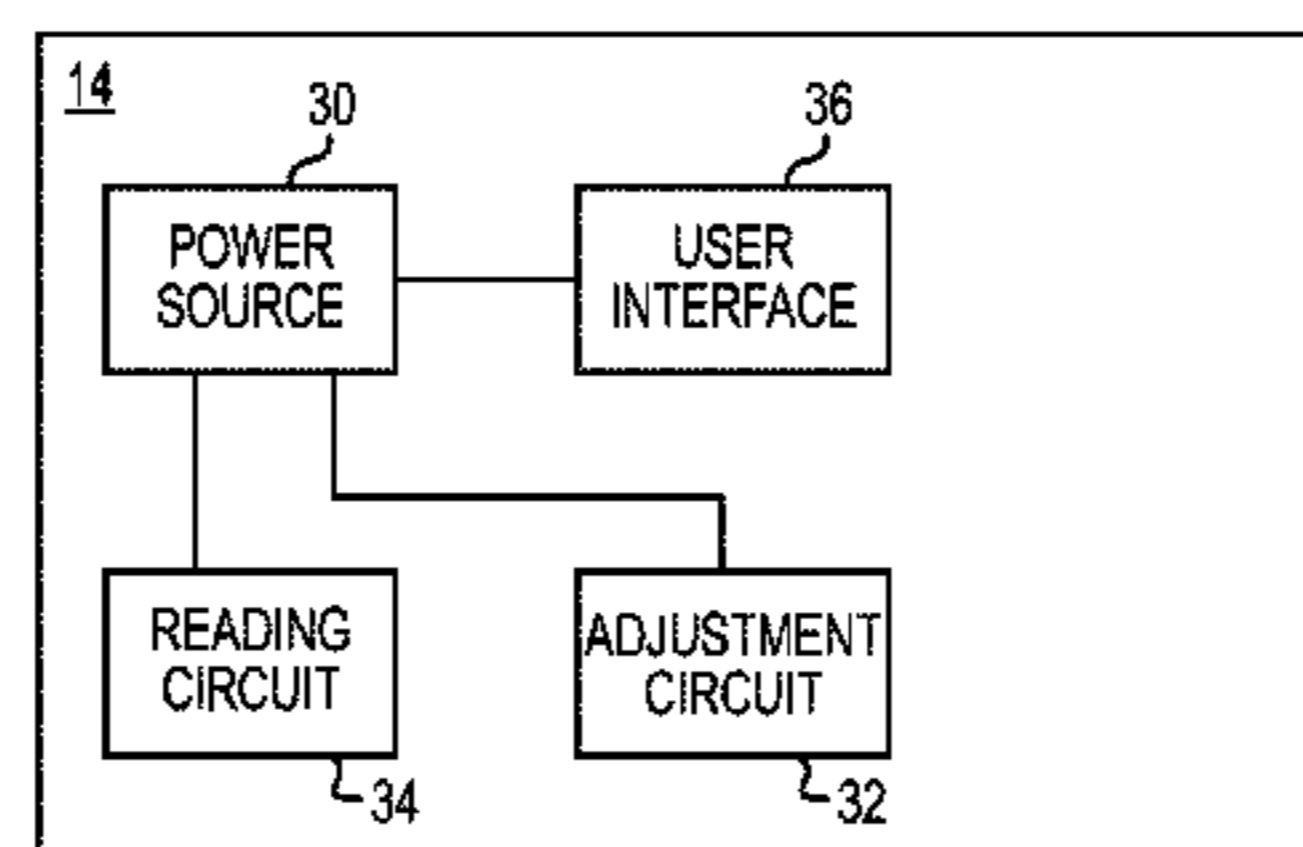 14
30
36
POWER
SOURCE
USER
INTERFACE
READING
CIRCUIT
ADJUSTMENT
CIRCUIT
34
32